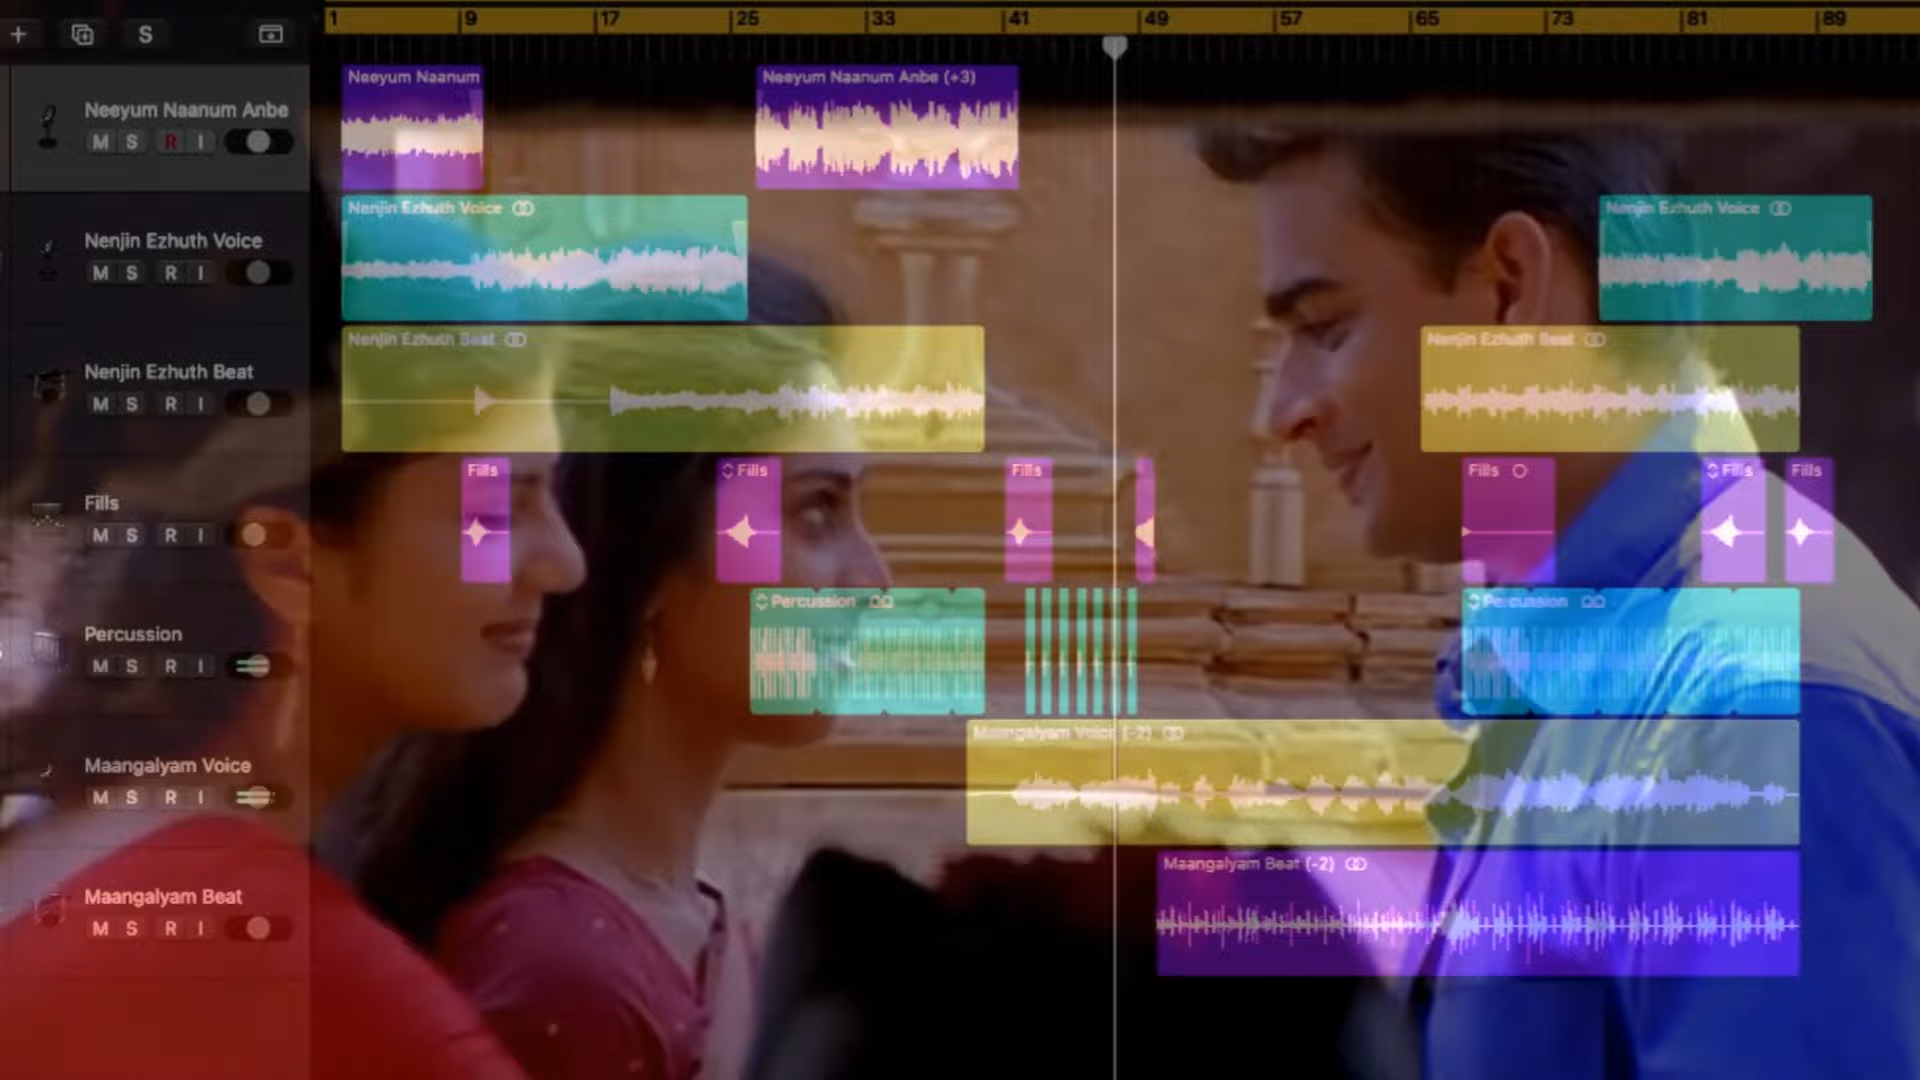 1 9 17 25 33 41 49 57 65 73 81 89
S
Neeyum Naanum Anbe
M S R I
Neeyum Naanum
Neeyum Naanum Anbe (+3)
Nenjin Ezhuth Voice
M S R I
Nenjin Ezhuth Voice
Nenjin Ezhuth Voice
Nenjin Ezhuth Beat
M S R I
Nenjin Ezhuth Beat
Nenjin Ezhuth Beat
Fills
M S R I
Fills
Fills
Fills
Fills
Fills
Fills
Percussion
M S R I
Percussion
Percussion
Maangalyam Voice
M S R I
Maangalyam Voice (-2)
Maangalyam Beat
M S R I
Maangalyam Beat (-2)